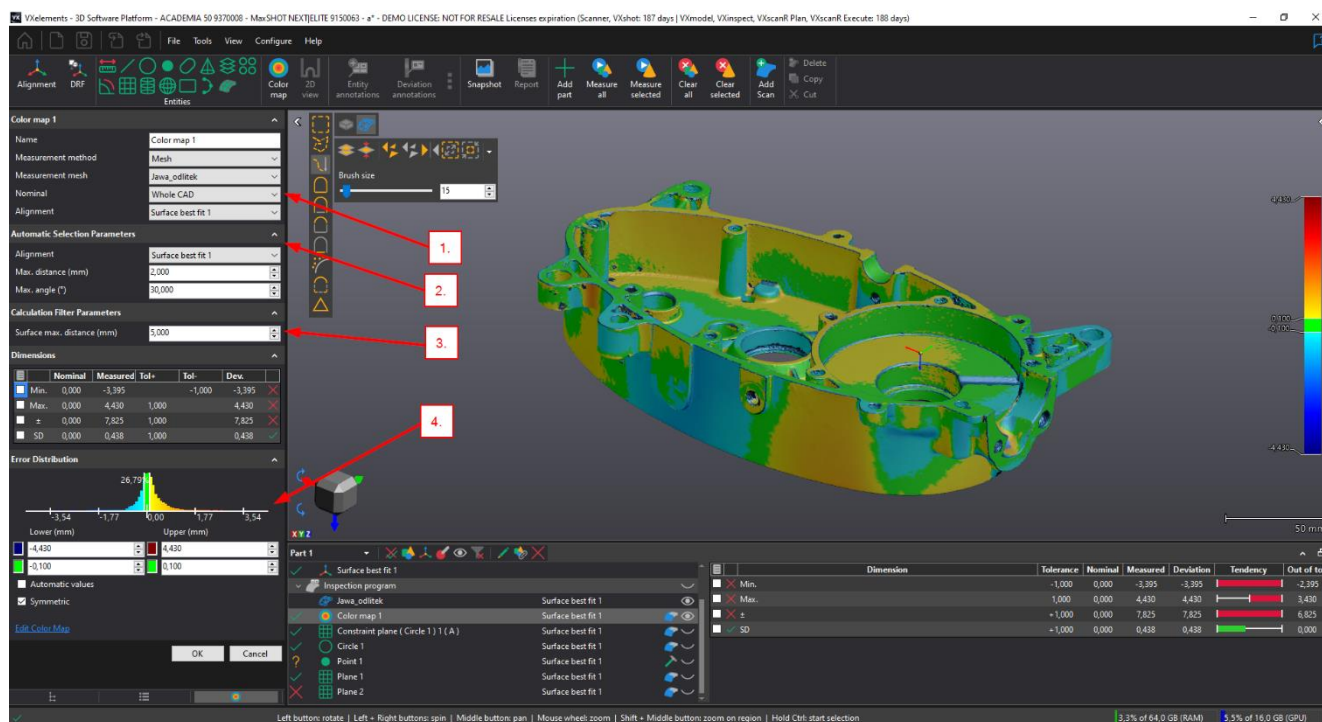 VXelements - 3D Software Platform - ACADEMIA 50 9370008 - MaxSHOT NEXT|ELITE 9150063 - a* - DEMO LICENSE: NOT FOR RESALE Licenses expiration (Scanner, VXshot: 187 days | VXmodel, VXinspect, VXscanR Plan, VXscanR Execute: 188 days)
File Tools View Configure Help
Alignment DRF Entities Color map 2D view Entity annotations Deviation annotations Snapshot Report Add part Measure all Measure selected Clear all Clear selected Add Scan Delete Copy Cut
Color map 1
Name Color map 1
Measurement method Mesh
Measurement mesh Jawa_odlitek
Nominal Whole CAD
Alignment Surface best fit 1
Automatic Selection Parameters
Alignment Surface best fit 1
Max. distance (mm) 2,000
Max. angle (°) 30,000
Calculation Filter Parameters
Surface max. distance (mm) 5,000
Dimensions
Nominal Measured Tol+ Tol- Dev.
Min. 0,000 -3,395 -1,000 -3,395
Max. 0,000 4,430 1,000 4,430
± 0,000 7,825 1,000 7,825
SD 0,000 0,438 1,000 0,438
Error Distribution
26,79%
-3,54 -1,77 0,00 1,77 3,54
Lower (mm) Upper (mm)
-4,430 4,430
-0,100 0,100
Automatic values
Symmetric
Edit Color Map
OK Cancel
Brush size
15
1.
2.
3.
4.
4,430
0,100
-0,100
-4,430
50 mm
X Y Z
Part 1
Surface best fit 1
Inspection program
Jawa_odlitek Surface best fit 1
Color map 1 Surface best fit 1
Constraint plane ( Circle 1 ) 1 ( A ) Surface best fit 1
Circle 1 Surface best fit 1
Point 1 Surface best fit 1
Plane 1 Surface best fit 1
Plane 2 Surface best fit 1
Dimension Tolerance Nominal Measured Deviation Tendency Out of to
Min. -1,000 0,000 -3,395 -3,395 -2,395
Max. 1,000 0,000 4,430 4,430 3,430
± 1,000 0,000 7,825 7,825 6,825
SD 1,000 0,000 0,438 0,438 0,000
Left button: rotate | Left + Right buttons: spin | Middle button: pan | Mouse wheel: zoom | Shift + Middle button: zoom on region | Hold Ctrl: start selection
3,3% of 64,0 GB (RAM) 5,5% of 16,0 GB (GPU)